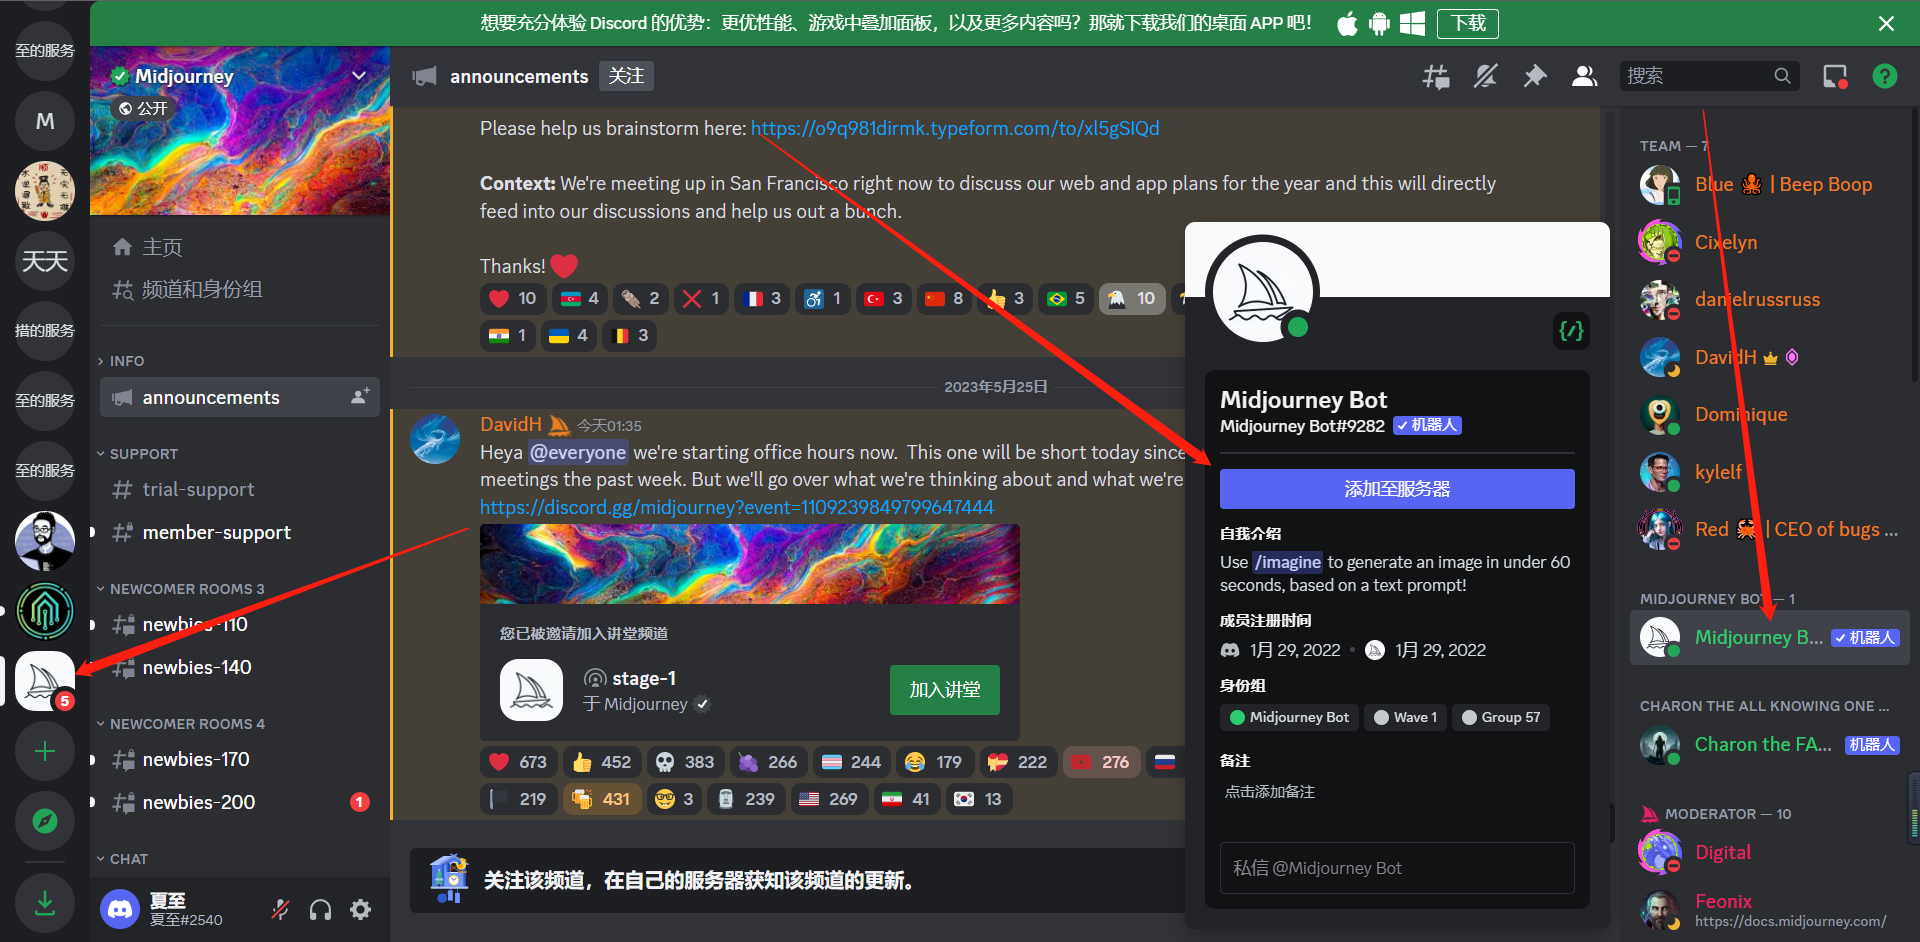 想要充分体验 Discord 的优势：更优性能、游戏中叠加面板，以及更多内容吗？那就下载我们的桌面 APP 吧！
下载
至的服务
M
天天
措的服务
至的服务
至的服务
5
Midjourney
公开
主页
频道和身份组
INFO
announcements
SUPPORT
trial-support
member-support
NEWCOMER ROOMS 3
newbies-110
newbies-140
NEWCOMER ROOMS 4
newbies-170
newbies-200
1
CHAT
夏至
夏至#2540
announcements
关注
搜索
Please help us brainstorm here: https://o9q981dirmk.typeform.com/to/xl5gSIQd
Context: We're meeting up in San Francisco right now to discuss our web and app plans for the year and this will directly
feed into our discussions and help us out a bunch.
Thanks!
10 4 2 1 3 1 3 8 3 5 10
1 4 3
2023年5月25日
DavidH 今天01:35
Heya @everyone we're starting office hours now. This one will be short today since
meetings the past week. But we'll go over what we're thinking about and what we're
https://discord.gg/midjourney?event=1109239849799647444
您已被邀请加入讲堂频道
stage-1
于 Midjourney
加入讲堂
673 452 383 266 244 179 222 276
219 431 3 239 269 41 13
关注该频道，在自己的服务器获知该频道的更新。
Midjourney Bot
Midjourney Bot#9282 机器人
添加至服务器
自我介绍
Use /imagine to generate an image in under 60
seconds, based on a text prompt!
成员注册时间
1月 29, 2022 • 1月 29, 2022
身份组
Midjourney Bot Wave 1 Group 57
备注
点击添加备注
私信 @Midjourney Bot
TEAM — 7
Blue | Beep Boop
Cixelyn
danielrussruss
DavidH
Dominique
kylelf
Red | CEO of bugs ...
MIDJOURNEY BOT — 1
Midjourney B... 机器人
CHARON THE ALL KNOWING ONE ...
Charon the FA... 机器人
MODERATOR — 10
Digital
Feonix
https://docs.midjourney.com/